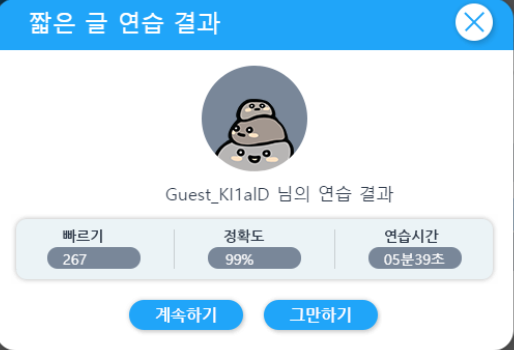 짧은 글 연습 결과
Guest_KI1alD 님의 연습 결과
빠르기 정확도 연습시간
267 99% 05분39초
계속하기 그만하기